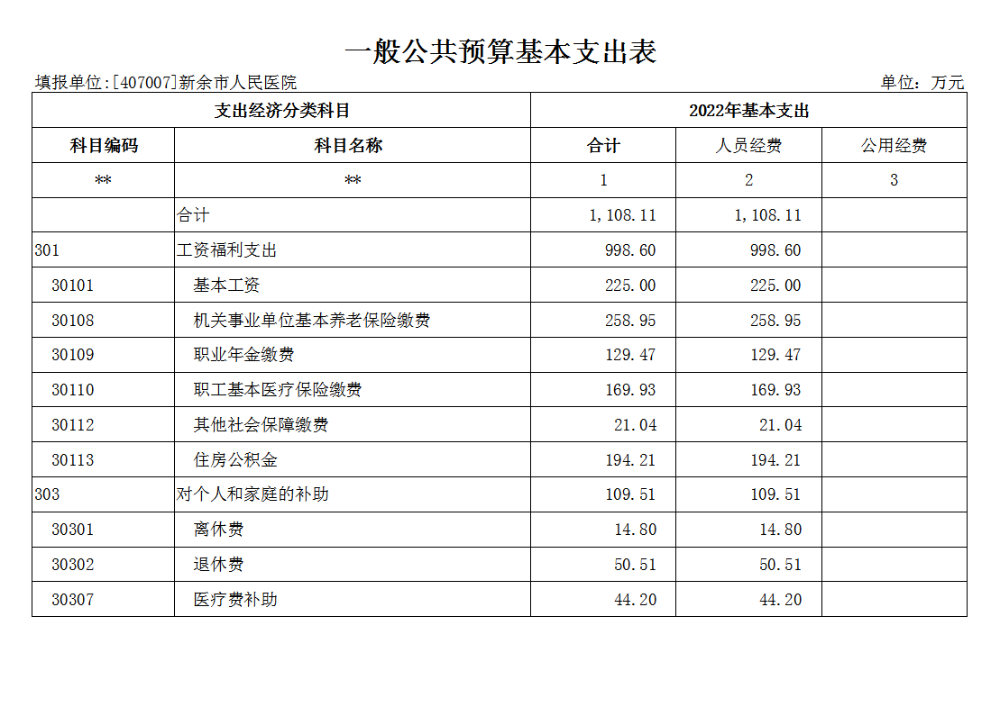 一般公共预算基本支出表
填报单位:[407007]新余市人民医院 单位：万元
支出经济分类科目 2022年基本支出
科目编码 科目名称 合计 人员经费 公用经费
** ** 1 2 3
合计 1,108.11 1,108.11
301 工资福利支出 998.60 998.60
30101 基本工资 225.00 225.00
30108 机关事业单位基本养老保险缴费 258.95 258.95
30109 职业年金缴费 129.47 129.47
30110 职工基本医疗保险缴费 169.93 169.93
30112 其他社会保障缴费 21.04 21.04
30113 住房公积金 194.21 194.21
303 对个人和家庭的补助 109.51 109.51
30301 离休费 14.80 14.80
30302 退休费 50.51 50.51
30307 医疗费补助 44.20 44.20